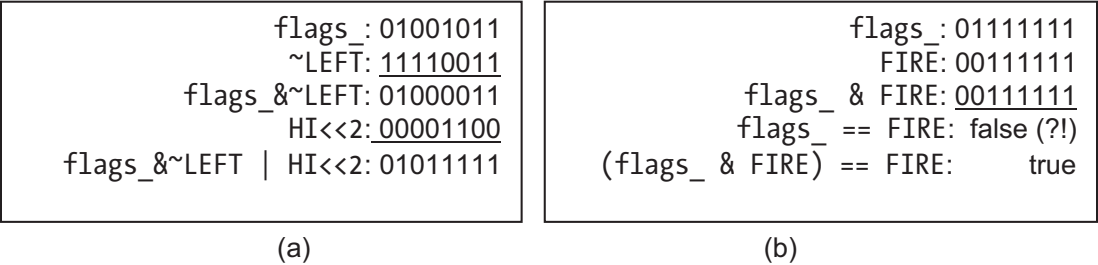 flags_: 01001011
~LEFT: 11110011
flags_&~LEFT: 01000011
HI<<2: 00001100
flags_&~LEFT | HI<<2: 01011111
(a)
flags_: 01111111
FIRE: 00111111
flags_ & FIRE: 00111111
flags_ == FIRE: false (?!)
(flags_ & FIRE) == FIRE: true
(b)